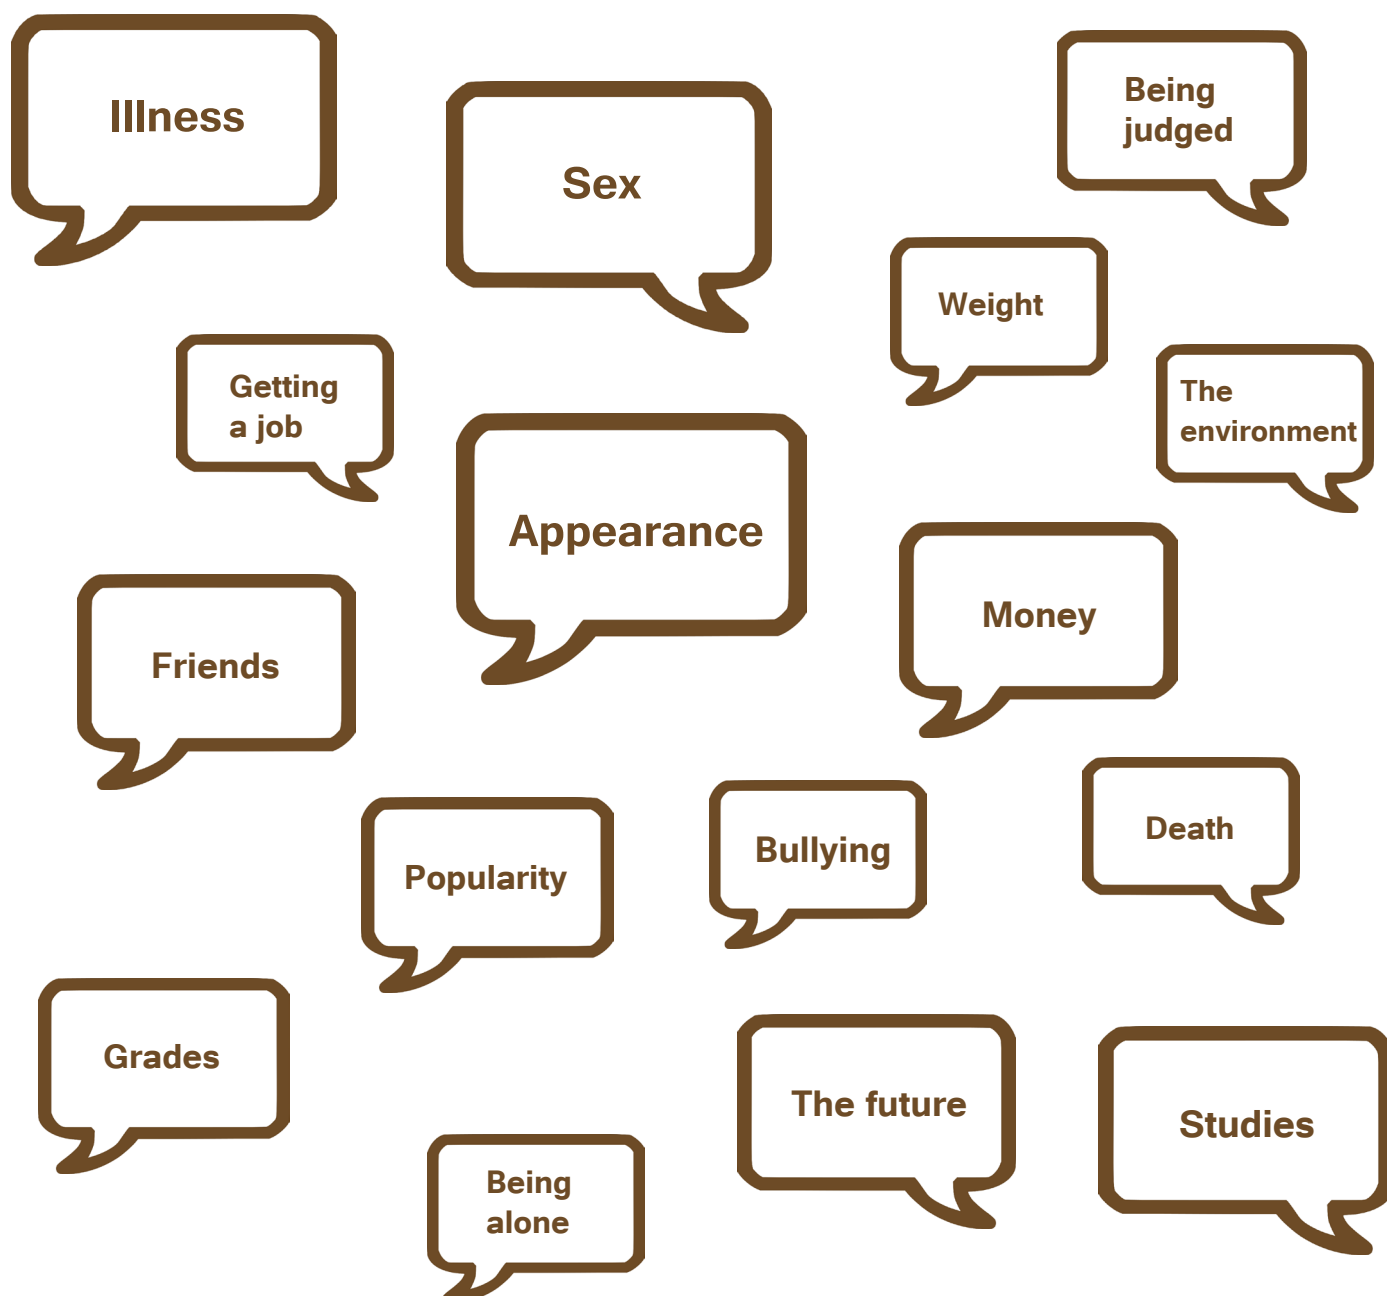 Illness
Sex
Being
judged
Weight
Getting
a job
The
environment
Appearance
Money
Friends
Death
Bullying
Popularity
Grades
The future
Studies
Being
alone